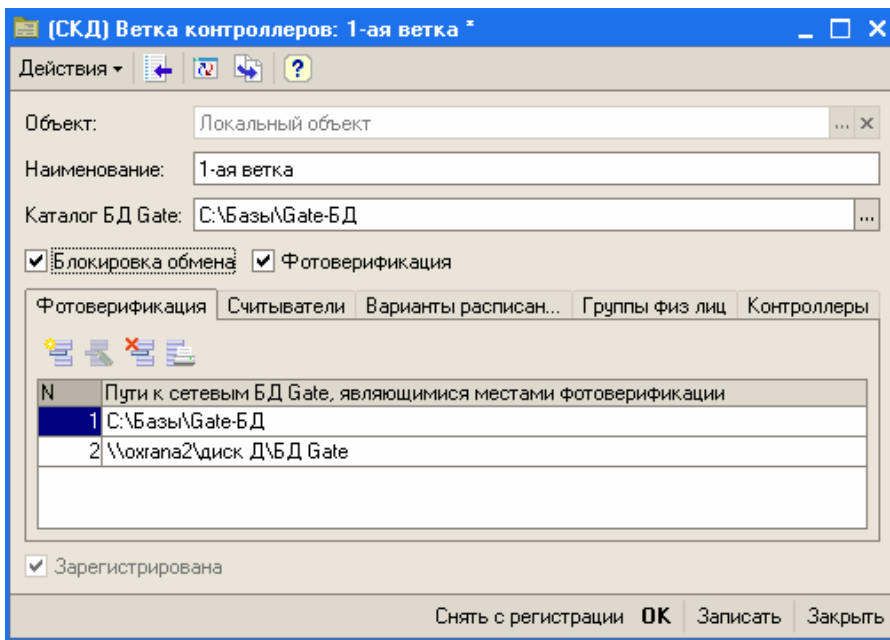 (СКД) Ветка контроллеров: 1-ая ветка *
Действия
Объект: Локальный объект
Наименование: 1-ая ветка
Каталог БД Gate: C:\Базы\Gate-БД
Блокировка обмена Фотоверификация
Фотоверификация Считыватели Варианты расписан... Группы физ лиц Контроллеры
N Пути к сетевым БД Gate, являющимися местами фотоверификации
1 C:\Базы\Gate-БД
2 \\oxrana2\диск Д\БД Gate
Зарегистрирована
Снять с регистрации OK Записать Закрыть